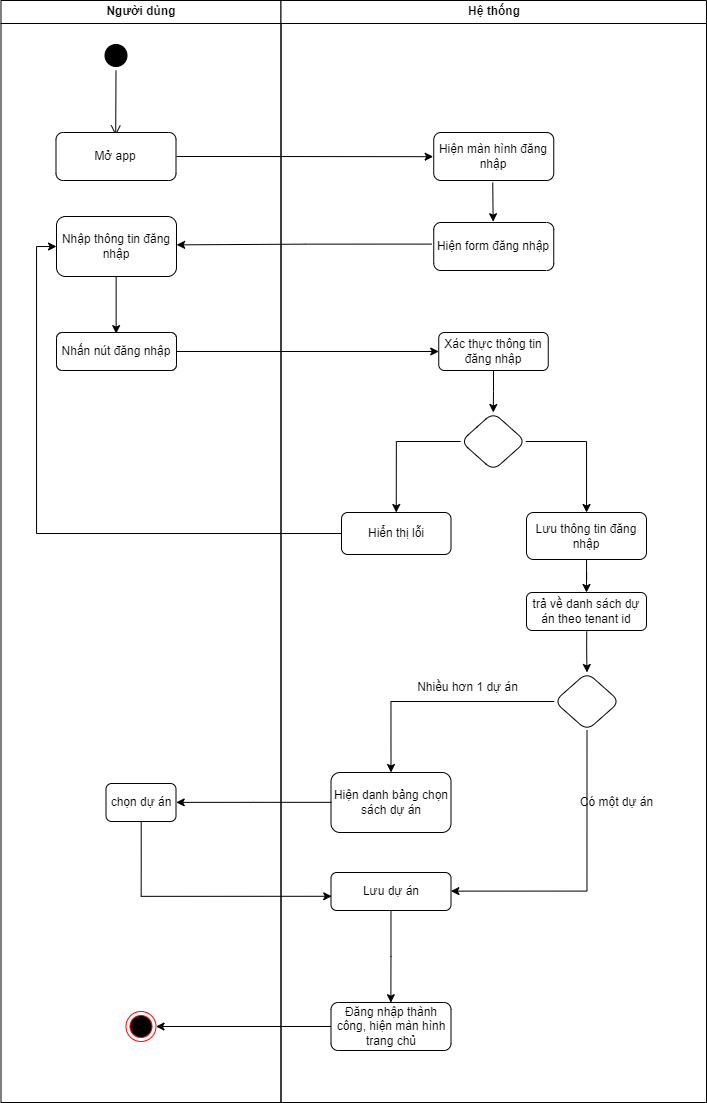 Người dùng
Hệ thống
Mở app
Hiện màn hình đăng
nhập
Nhập thông tin đăng
nhập
Hiện form đăng nhập
Nhấn nút đăng nhập
Xác thực thông tin
đăng nhập
Hiển thị lỗi
Lưu thông tin đăng
nhập
trả về danh sách dự
án theo tenant id
Nhiều hơn 1 dự án
chọn dự án
Hiện danh bảng chọn
sách dự án
Có một dự án
Lưu dự án
Đăng nhập thành
công, hiện màn hình
trang chủ